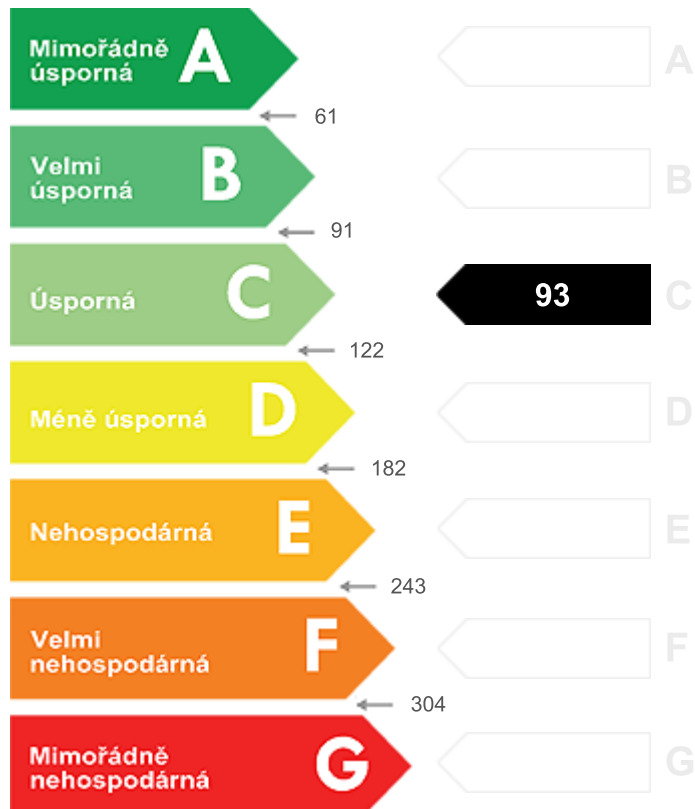 Mimořádně
úsporná
A
A
61
Velmi
úsporná
B
B
91
Úsporná
C
93
C
122
Méně úsporná
D
D
182
Nehospodárná
E
E
243
Velmi
nehospodárná
F
F
304
Mimořádně
nehospodárná
G
G